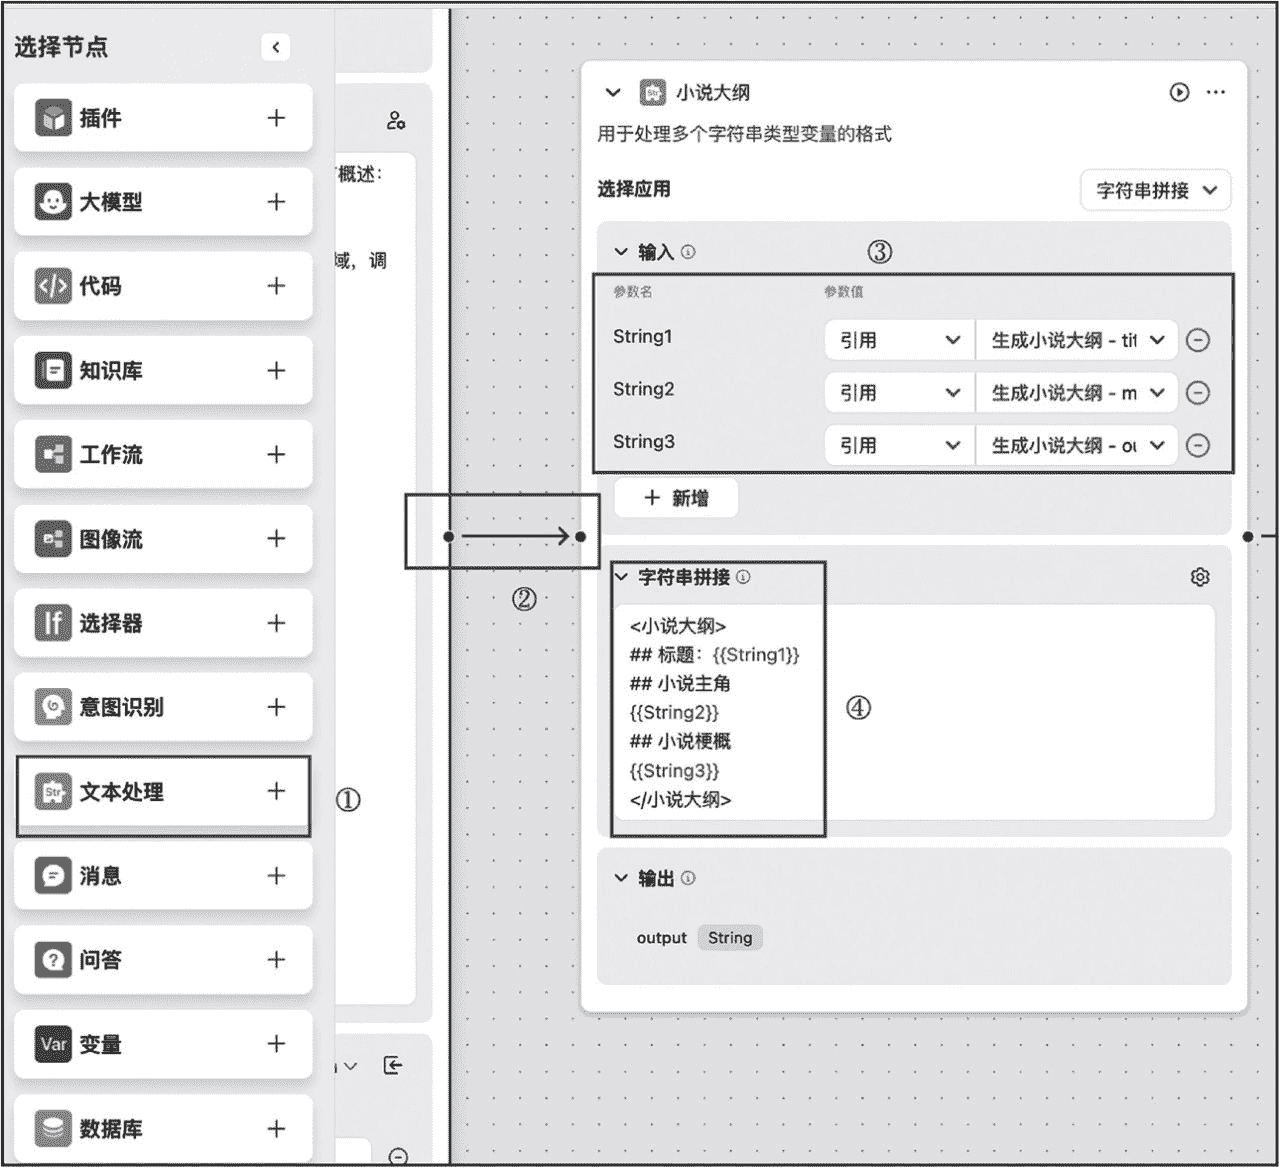 选择节点
插件
大模型
</> 代码
知识库
工作流
图像流
If 选择器
意图识别
Str 文本处理
①
消息
? 问答
Var 变量
数据库
概述：
域，调
②
Str 小说大纲
用于处理多个字符串类型变量的格式
选择应用 字符串拼接
输入 ③
参数名 参数值
String1 引用 生成小说大纲 - tit
String2 引用 生成小说大纲 - m
String3 引用 生成小说大纲 - ou
+ 新增
字符串拼接
<小说大纲>
## 标题：{{String1}}
## 小说主角
{{String2}}
## 小说梗概
{{String3}}
</小说大纲>
④
输出
output String